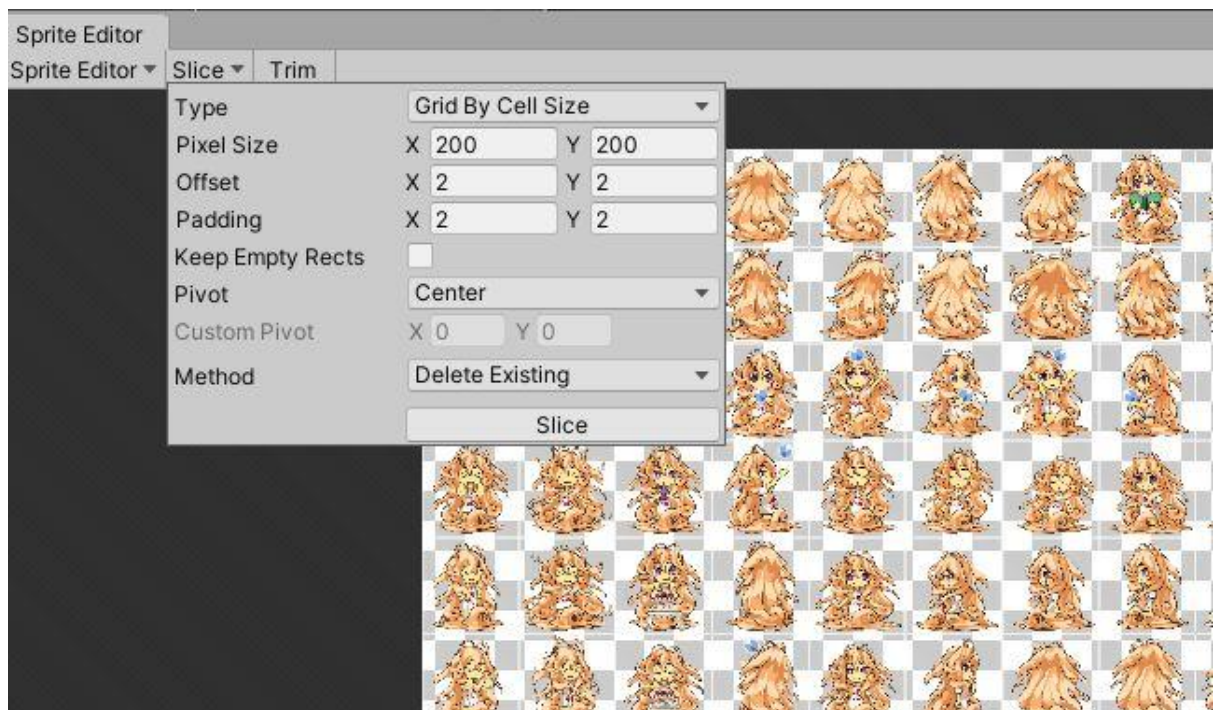 Sprite Editor
Sprite Editor Slice Trim
Type Grid By Cell Size
Pixel Size X 200 Y 200
Offset X 2 Y 2
Padding X 2 Y 2
Keep Empty Rects
Pivot Center
Custom Pivot X 0 Y 0
Method Delete Existing
Slice